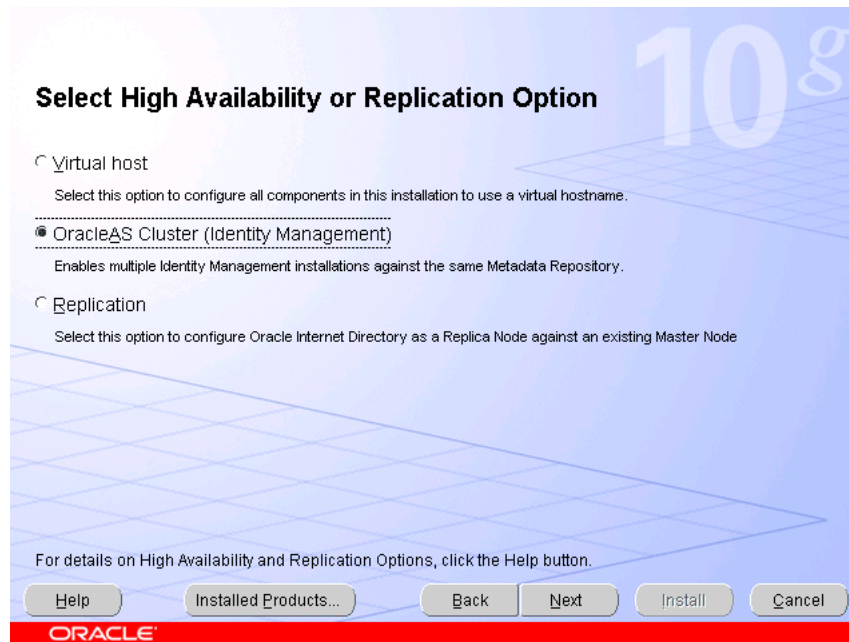 10g
Select High Availability or Replication Option
Virtual host
Select this option to configure all components in this installation to use a virtual hostname.
OracleAS Cluster (Identity Management)
Enables multiple Identity Management installations against the same Metadata Repository.
Replication
Select this option to configure Oracle Internet Directory as a Replica Node against an existing Master Node
For details on High Availability and Replication Options, click the Help button.
Help Installed Products... Back Next Install Cancel
ORACLE